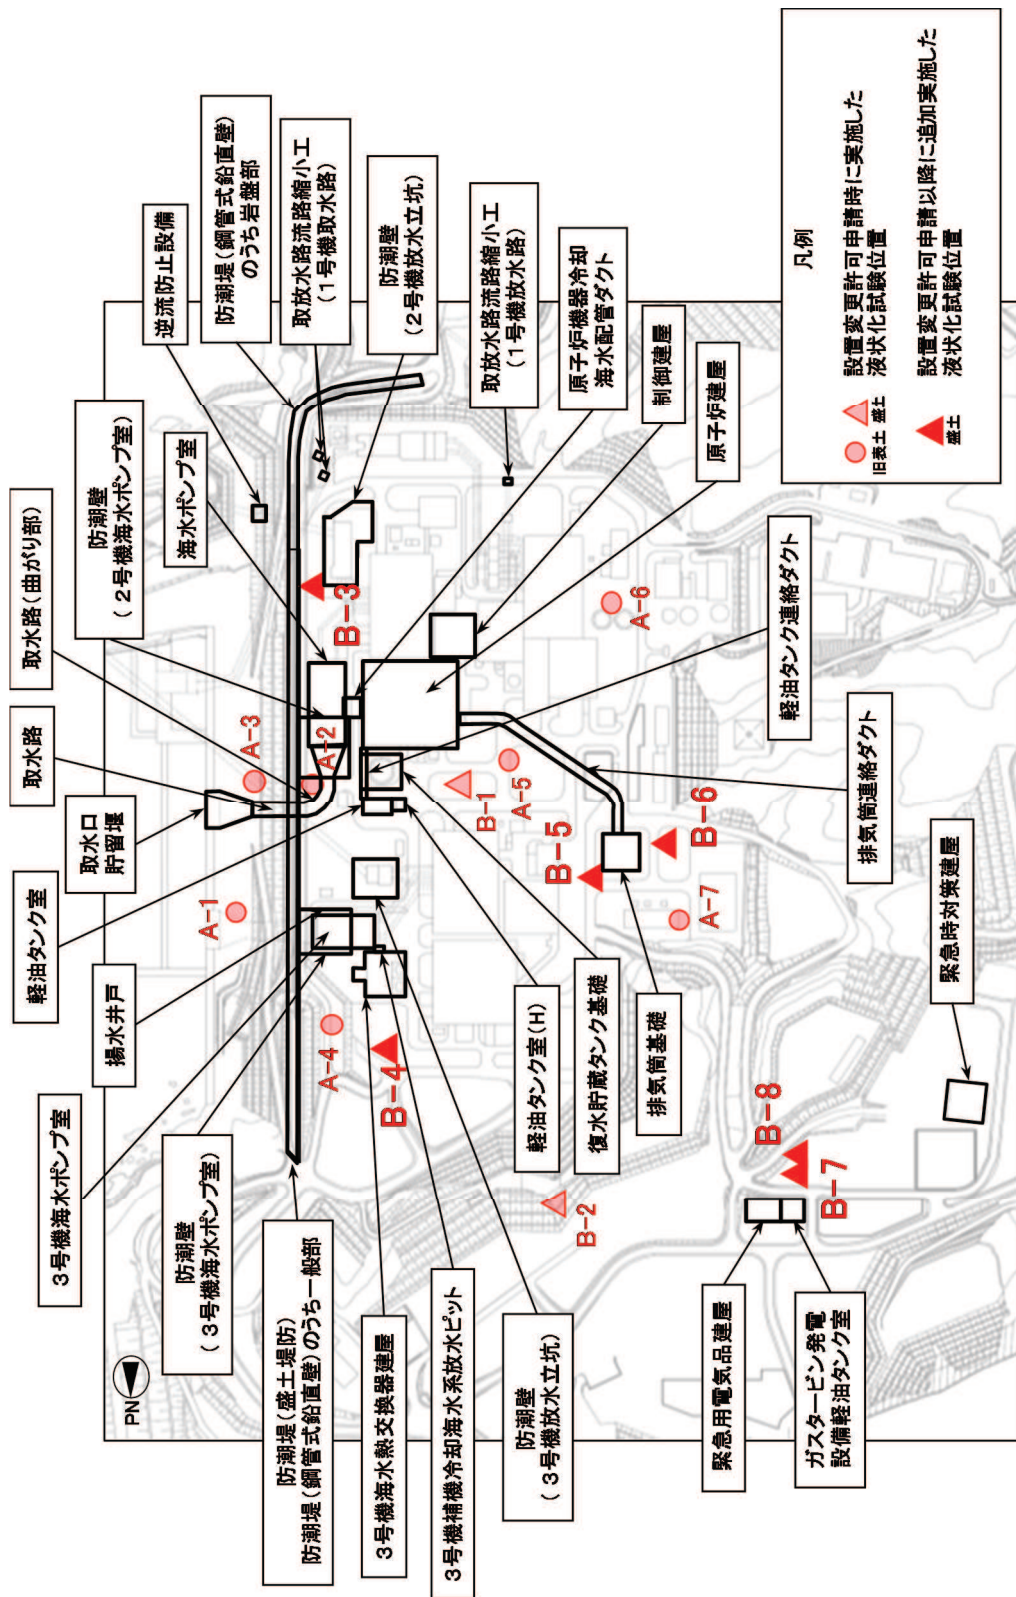 3号機海水ポンプ室
揚水井戸
軽油タンク室
取水口
貯留堰
取水路
取水路(曲がり部)
防潮壁
(2号機海水ポンプ室)
海水ポンプ室
逆流防止設備
防潮堤(鋼管式鉛直壁)
のうち岩盤部
取放水路流路縮小工
(1号機取水路)
防潮壁
(2号機放水立坑)
取放水路流路縮小工
(1号機放水路)
原子炉機器冷却
海水配管ダクト
制御建屋
原子炉建屋
PN
防潮壁
(3号機海水ポンプ室)
防潮堤(盛土堤防)
防潮堤(鋼管式鉛直壁)のうち一般部
3号機海水熱交換器建屋
3号機補機冷却海水系放水ピット
防潮壁
(3号機放水立坑)
軽油タンク室(H)
復水貯蔵タンク基礎
排気筒基礎
軽油タンク連絡ダクト
排気筒連絡ダクト
緊急用電気品建屋
ガスタービン発電
設備軽油タンク室
緊急時対策建屋
A-1
A-2
A-3
A-4
A-5
A-6
A-7
B-1
B-2
B-3
B-4
B-5
B-6
B-7
B-8
凡例
旧表土 盛土
設置変更許可申請時に実施した
液状化試験位置
盛土
設置変更許可申請以降に追加実施した
液状化試験位置